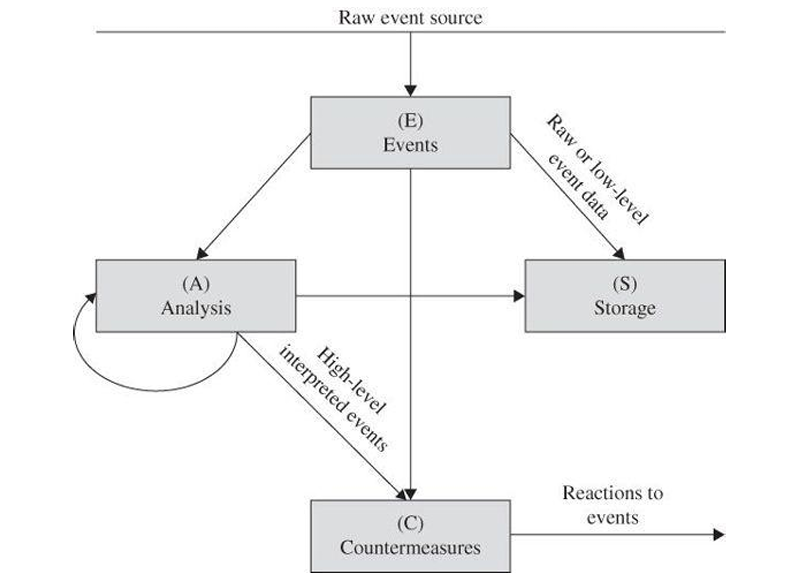 Raw event source
(E)
Events
Raw or low-level
event data
(A)
Analysis
(S)
Storage
High-level
interpreted events
(C)
Countermeasures
Reactions to
events